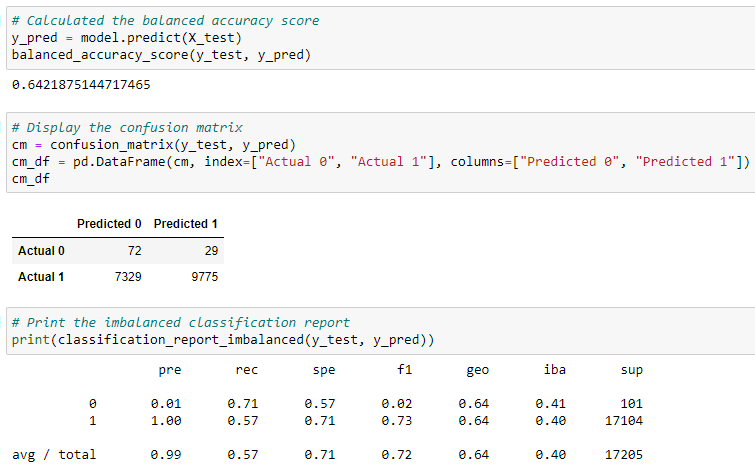 # Calculated the balanced accuracy score
y_pred = model.predict(X_test)
balanced_accuracy_score(y_test, y_pred)
0.6421875144717465
# Display the confusion matrix
cm = confusion_matrix(y_test, y_pred)
cm_df = pd.DataFrame(cm, index=["Actual 0", "Actual 1"], columns=["Predicted 0", "Predicted 1"])
cm_df
Predicted 0 Predicted 1
Actual 0 72 29
Actual 1 7329 9775
# Print the imbalanced classification report
print(classification_report_imbalanced(y_test, y_pred))
pre rec spe f1 geo iba sup
0 0.01 0.71 0.57 0.02 0.64 0.41 101
1 1.00 0.57 0.71 0.73 0.64 0.40 17104
avg / total 0.99 0.57 0.71 0.72 0.64 0.40 17205